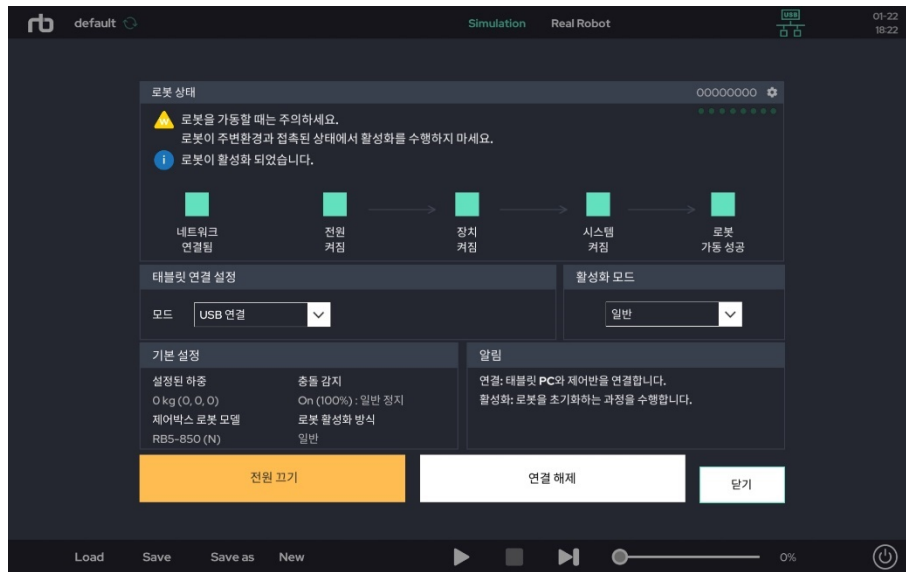 rb default Simulation Real Robot USB 01-22
18:22
로봇 상태 00000000
W 로봇을 가동할 때는 주의하세요.
로봇이 주변환경과 접촉된 상태에서 활성화를 수행하지 마세요.
i 로봇이 활성화 되었습니다.
네트워크 전원 장치 시스템 로봇
연결됨 켜짐 켜짐 켜짐 가동 성공
태블릿 연결 설정 활성화 모드
모드 USB 연결 일반
기본 설정 알림
설정된 하중 충돌 감지 연결: 태블릿 PC와 제어반을 연결합니다.
0 kg (0, 0, 0) On (100%) : 일반 정지 활성화: 로봇을 초기화하는 과정을 수행합니다.
제어박스 로봇 모델 로봇 활성화 방식
RB5-850 (N) 일반
전원 끄기 연결 해제 닫기
Load Save Save as New 0%